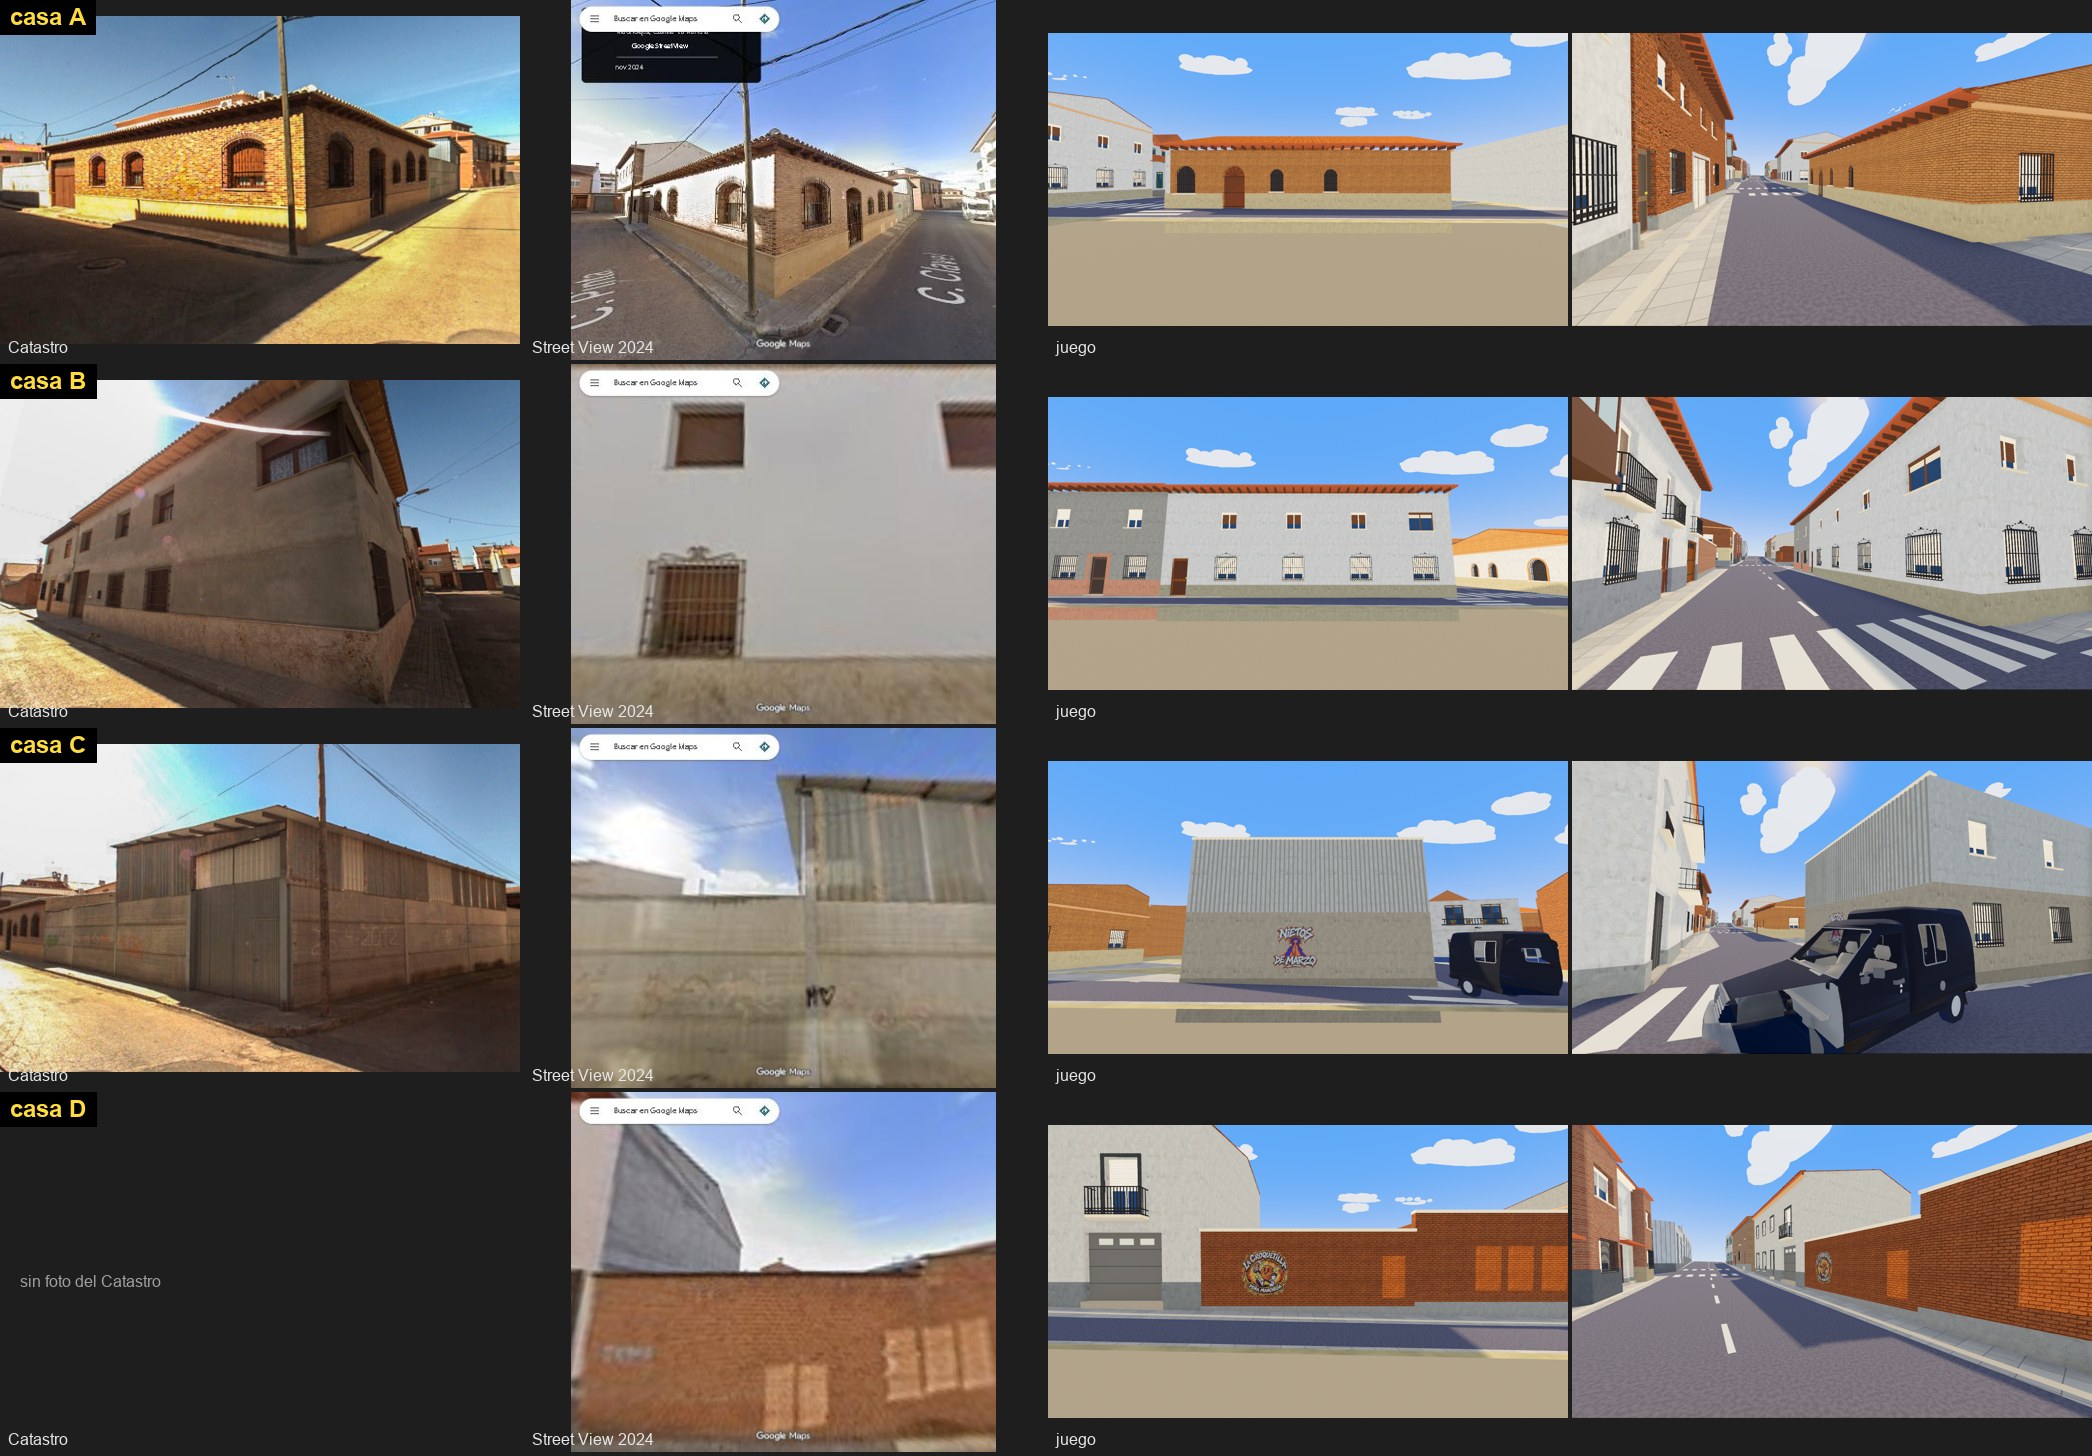 casa A
Buscar en Google Maps
Google Street View
nov 2024
C. Pinta
C. Clavel
Google Maps
Catastro
Street View 2024
juego
casa B
Buscar en Google Maps
Google Maps
Catastro
Street View 2024
juego
casa C
Buscar en Google Maps
2012
NIETOS
DE MARZO
Google Maps
Catastro
Street View 2024
juego
casa D
Buscar en Google Maps
sin foto del Catastro
LA CROQUETILLA
Google Maps
Catastro
Street View 2024
juego